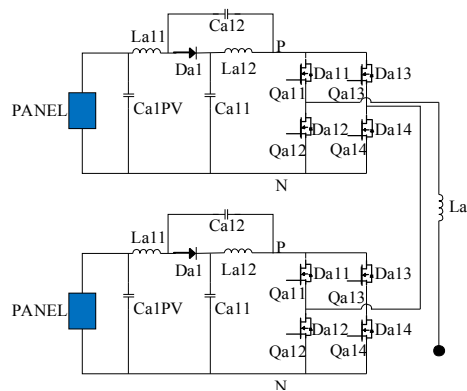 Ca12
La11
P
Da1
La12
Da11
Da13
Qa11
Qa13
PANEL
Ca1PV
Ca11
Da12
Da14
Qa12
Qa14
N
La
Ca12
La11
P
Da1
La12
Da11
Da13
Qa11
Qa13
PANEL
Ca1PV
Ca11
Da12
Da14
Qa12
Qa14
N